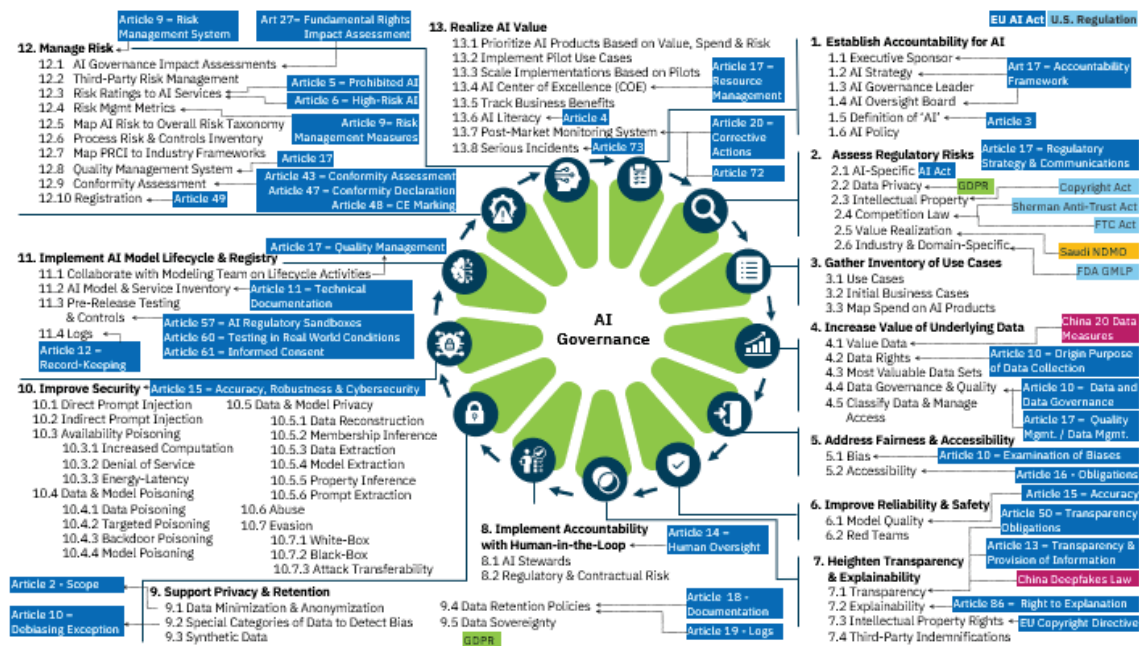 EU AI Act
U.S. Regulation
Article 9 = Risk
Management System
Art 27= Fundamental Rights
Impact Assessment
12. Manage Risk
12.1 AI Governance Impact Assessments
12.2 Third-Party Risk Management
12.3 Risk Ratings to AI Services
12.4 Risk Mgmt Metrics
12.5 Map AI Risk to Overall Risk Taxonomy
12.6 Process Risk & Controls Inventory
12.7 Map PRCI to Industry Frameworks
12.8 Quality Management System
12.9 Conformity Assessment
12.10 Registration
Article 5 = Prohibited AI
Article 6 = High-Risk AI
Article 9= Risk
Management Measures
Article 17
Article 43 = Conformity Assessment
Article 47 = Conformity Declaration
Article 48 = CE Marking
Article 49
13. Realize AI Value
13.1 Prioritize AI Products Based on Value, Spend & Risk
13.2 Implement Pilot Use Cases
13.3 Scale Implementations Based on Pilots
13.4 AI Center of Excellence (COE)
13.5 Track Business Benefits
13.6 AI Literacy
13.7 Post-Market Monitoring System
13.8 Serious Incidents
Article 17 =
Resource
Management
Article 4
Article 20 =
Corrective
Actions
Article 73
Article 72
1. Establish Accountability for AI
1.1 Executive Sponsor
1.2 AI Strategy
1.3 AI Governance Leader
1.4 AI Oversight Board
1.5 Definition of 'AI'
1.6 AI Policy
Art 17 = Accountability
Framework
Article 3
2. Assess Regulatory Risks
2.1 AI-Specific
AI Act
2.2 Data Privacy
2.3 Intellectual Property
2.4 Competition Law
2.5 Value Realization
2.6 Industry & Domain-Specific
Article 17 = Regulatory
Strategy & Communications
GDPR
Copyright Act
Sherman Anti-Trust Act
FTC Act
Saudi NDMO
FDA GMLP
3. Gather Inventory of Use Cases
3.1 Use Cases
3.2 Initial Business Cases
3.3 Map Spend on AI Products
4. Increase Value of Underlying Data
4.1 Value Data
4.2 Data Rights
4.3 Most Valuable Data Sets
4.4 Data Governance & Quality
4.5 Classify Data & Manage
Access
China 20 Data
Measures
Article 10 = Origin Purpose
of Data Collection
Article 10 = Data and
Data Governance
Article 17 = Quality
Mgmt. / Data Mgmt.
5. Address Fairness & Accessibility
5.1 Bias
5.2 Accessibility
Article 10 = Examination of Biases
Article 16 - Obligations
6. Improve Reliability & Safety
6.1 Model Quality
6.2 Red Teams
Article 15 = Accuracy
Article 50 = Transparency
Obligations
7. Heighten Transparency
& Explainability
7.1 Transparency
7.2 Explainability
7.3 Intellectual Property Rights
7.4 Third-Party Indemnifications
Article 13 = Transparency &
Provision of Information
China Deepfakes Law
Article 86 = Right to Explanation
EU Copyright Directive
AI
Governance
11. Implement AI Model Lifecycle & Registry
11.1 Collaborate with Modeling Team on Lifecycle Activities
11.2 AI Model & Service Inventory
11.3 Pre-Release Testing
& Controls
11.4 Logs
Article 17 = Quality Management
Article 11 = Technical
Documentation
Article 57 = AI Regulatory Sandboxes
Article 60 = Testing in Real World Conditions
Article 61 = Informed Consent
Article 12 =
Record-Keeping
10. Improve Security
Article 15 = Accuracy, Robustness & Cybersecurity
10.1 Direct Prompt Injection
10.2 Indirect Prompt Injection
10.3 Availability Poisoning
10.3.1 Increased Computation
10.3.2 Denial of Service
10.3.3 Energy-Latency
10.4 Data & Model Poisoning
10.4.1 Data Poisoning
10.4.2 Targeted Poisoning
10.4.3 Backdoor Poisoning
10.4.4 Model Poisoning
10.5 Data & Model Privacy
10.5.1 Data Reconstruction
10.5.2 Membership Inference
10.5.3 Data Extraction
10.5.4 Model Extraction
10.5.5 Property Inference
10.5.6 Prompt Extraction
10.6 Abuse
10.7 Evasion
10.7.1 White-Box
10.7.2 Black-Box
10.7.3 Attack Transferability
8. Implement Accountability
with Human-in-the-Loop
8.1 AI Stewards
8.2 Regulatory & Contractual Risk
Article 14 =
Human Oversight
Article 2 - Scope
Article 10 =
Debiasing Exception
9. Support Privacy & Retention
9.1 Data Minimization & Anonymization
9.2 Special Categories of Data to Detect Bias
9.3 Synthetic Data
9.4 Data Retention Policies
9.5 Data Sovereignty
GDPR
Article 18 -
Documentation
Article 19 - Logs